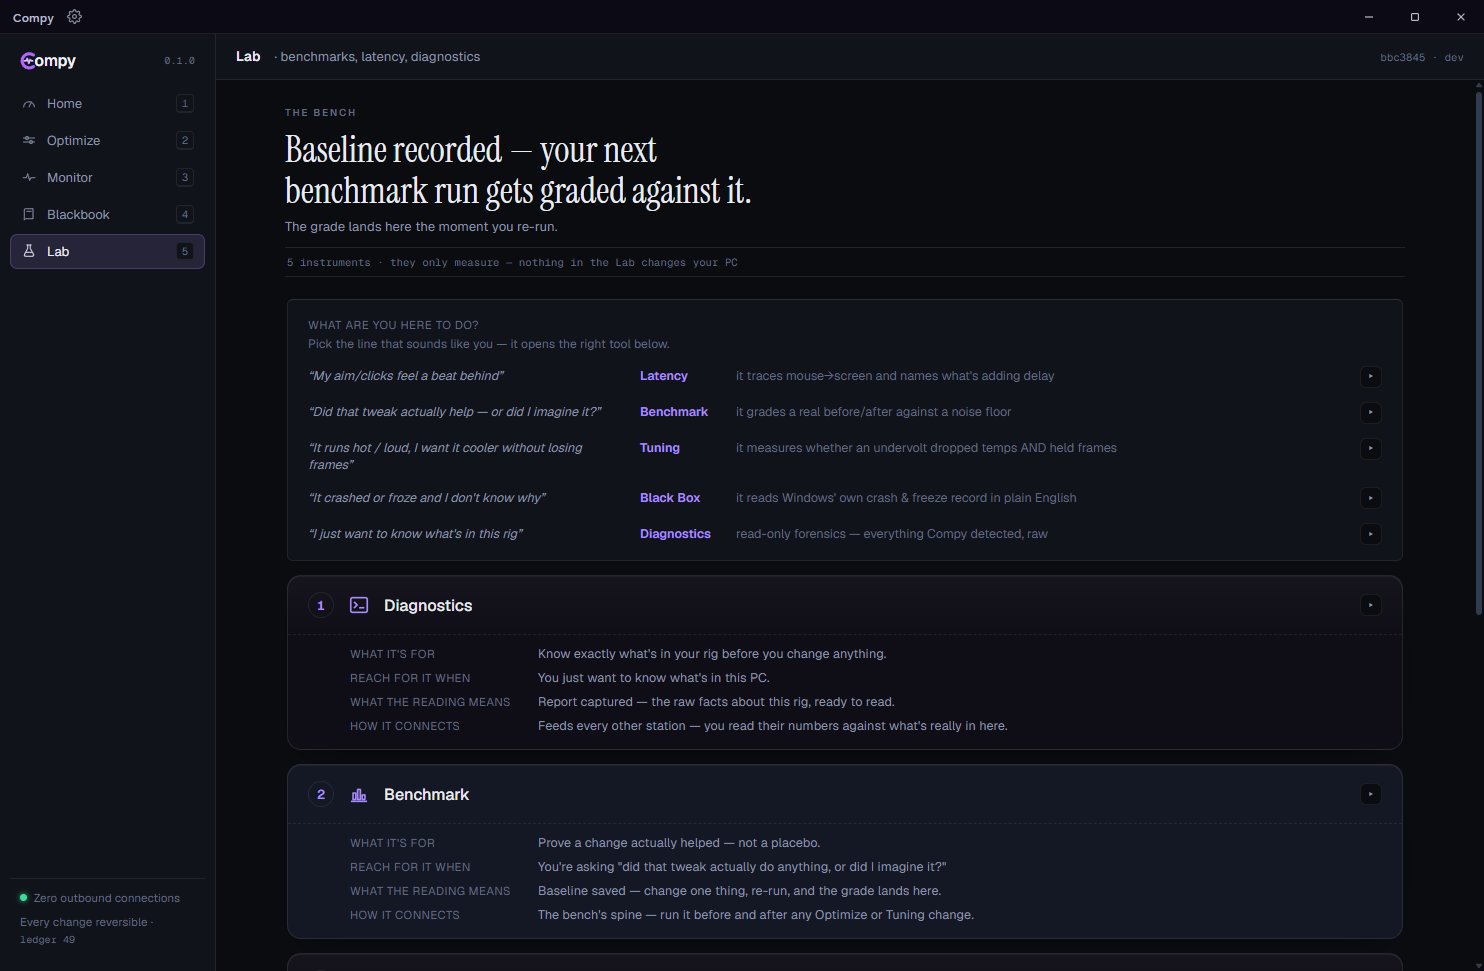 Compy
Compy
0.1.0
Home 1
Optimize 2
Monitor 3
Blackbook 4
Lab 5
Zero outbound connections
Every change reversible ·
ledger 49
Lab · benchmarks, latency, diagnostics
bbc3845 · dev
THE BENCH
Baseline recorded — your next
benchmark run gets graded against it.
The grade lands here the moment you re-run.
5 instruments · they only measure — nothing in the Lab changes your PC
WHAT ARE YOU HERE TO DO?
Pick the line that sounds like you — it opens the right tool below.
“My aim/clicks feel a beat behind” Latency it traces mouse→screen and names what's adding delay
“Did that tweak actually help — or did I imagine it?” Benchmark it grades a real before/after against a noise floor
“It runs hot / loud, I want it cooler without losing Tuning it measures whether an undervolt dropped temps AND held frames
frames”
“It crashed or froze and I don't know why” Black Box it reads Windows' own crash & freeze record in plain English
“I just want to know what's in this rig” Diagnostics read-only forensics — everything Compy detected, raw
1 Diagnostics
WHAT IT'S FOR Know exactly what's in your rig before you change anything.
REACH FOR IT WHEN You just want to know what's in this PC.
WHAT THE READING MEANS Report captured — the raw facts about this rig, ready to read.
HOW IT CONNECTS Feeds every other station — you read their numbers against what's really in here.
2 Benchmark
WHAT IT'S FOR Prove a change actually helped — not a placebo.
REACH FOR IT WHEN You're asking "did that tweak actually do anything, or did I imagine it?"
WHAT THE READING MEANS Baseline saved — change one thing, re-run, and the grade lands here.
HOW IT CONNECTS The bench's spine — run it before and after any Optimize or Tuning change.